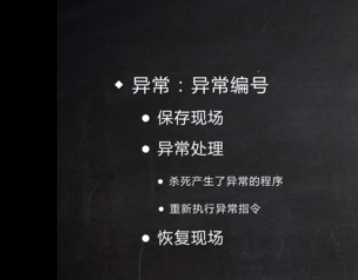 异常：异常编号
保存现场
异常处理
杀死产生了异常的程序
重新执行异常指令
恢复现场